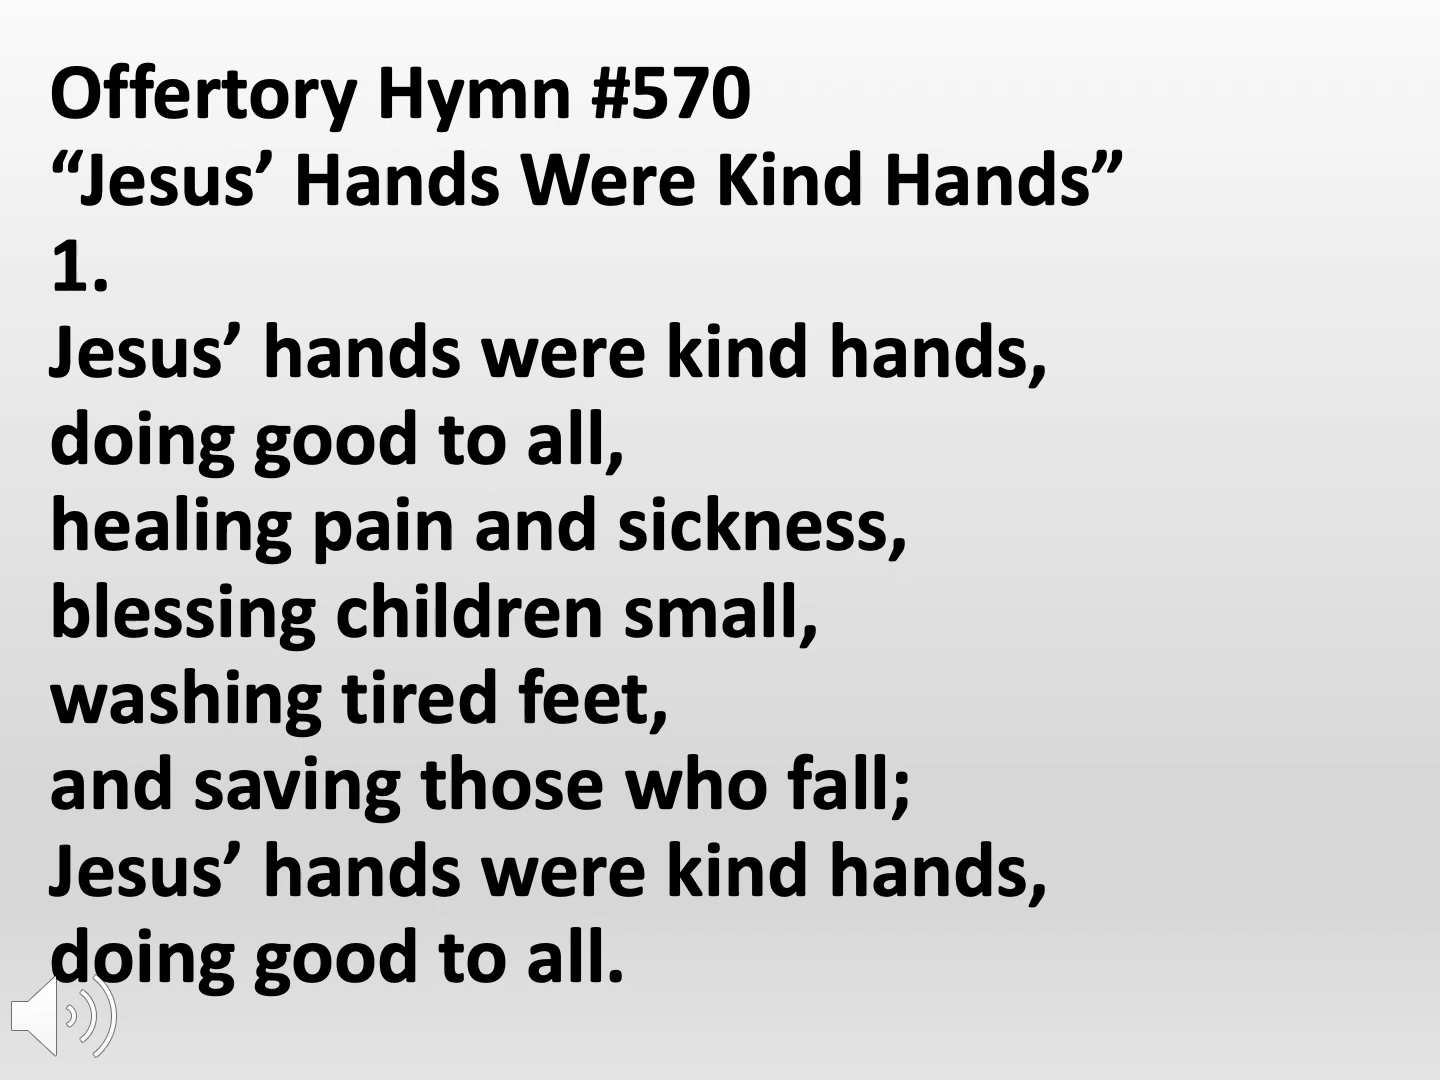 Offertory Hymn #570
“Jesus’ Hands Were Kind Hands”
1.
Jesus’ hands were kind hands,
doing good to all,
healing pain and sickness,
blessing children small,
washing tired feet,
and saving those who fall;
Jesus’ hands were kind hands,
doing good to all.